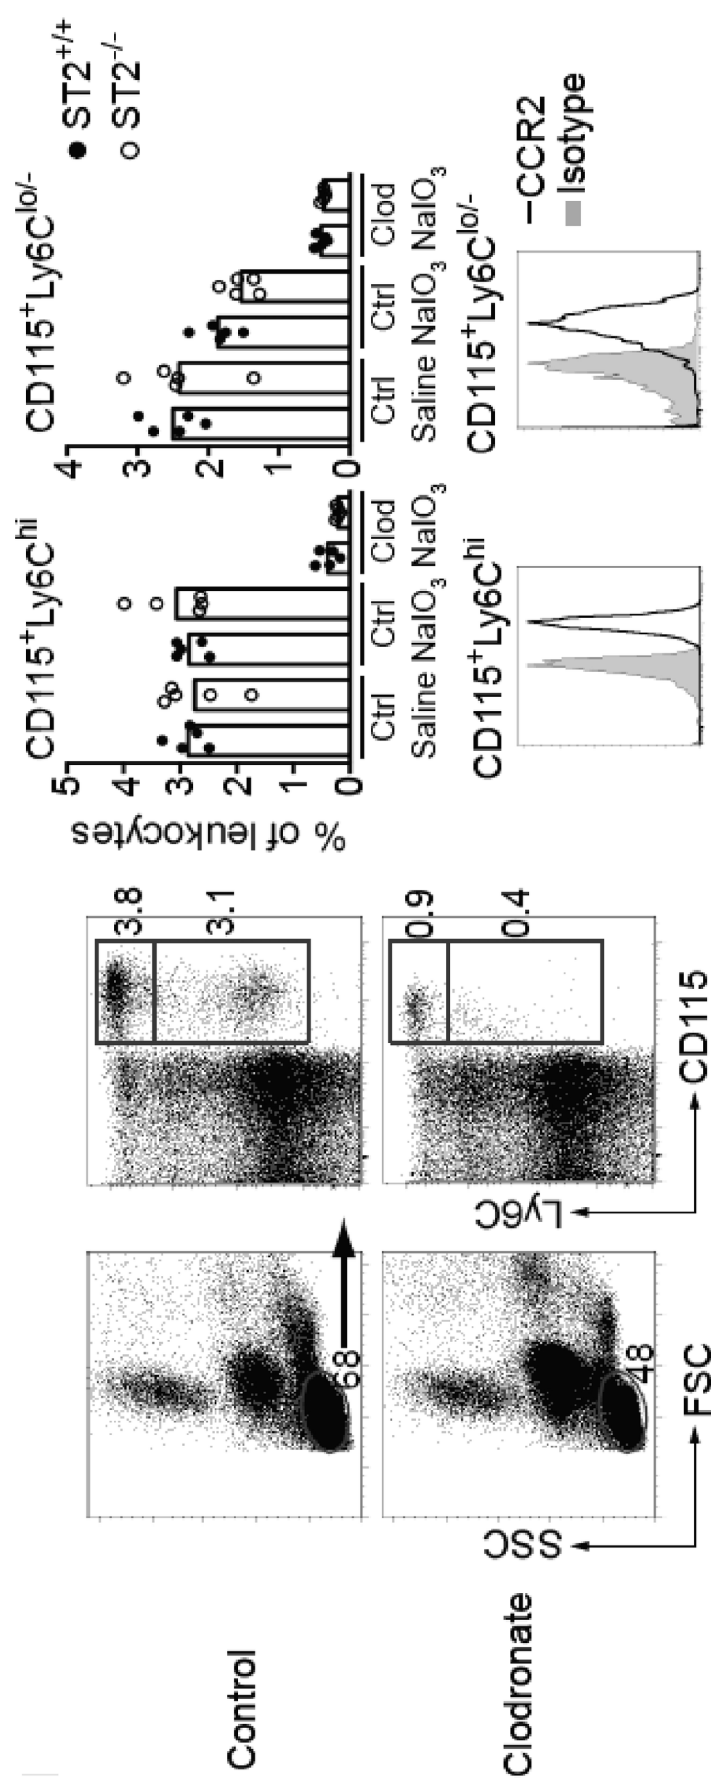 Control
Clodronate
SSC
FSC
68
48
Ly6C
CD115
3.8
3.1
0.9
0.4
% of leukocytes
CD115+Ly6Chi
5
4
3
2
1
0
Ctrl Ctrl Clod
Saline NaIO3 NaIO3
CD115+Ly6Clo/-
4
3
2
1
0
Ctrl Ctrl Clod
Saline NaIO3 NaIO3
ST2+/+
ST2-/-
CD115+Ly6Chi
CD115+Ly6Clo/-
CCR2
Isotype